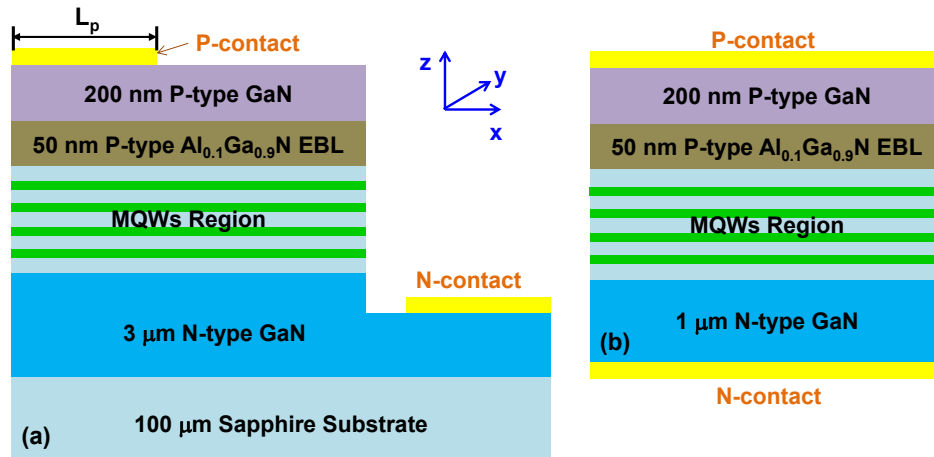 Lₚ
P-contact
200 nm P-type GaN
50 nm P-type Al₀.₁Ga₀.₉N EBL
MQWs Region
N-contact
3 μm N-type GaN
100 μm Sapphire Substrate
(a)
z
y
x
P-contact
200 nm P-type GaN
50 nm P-type Al₀.₁Ga₀.₉N EBL
MQWs Region
1 μm N-type GaN
(b)
N-contact